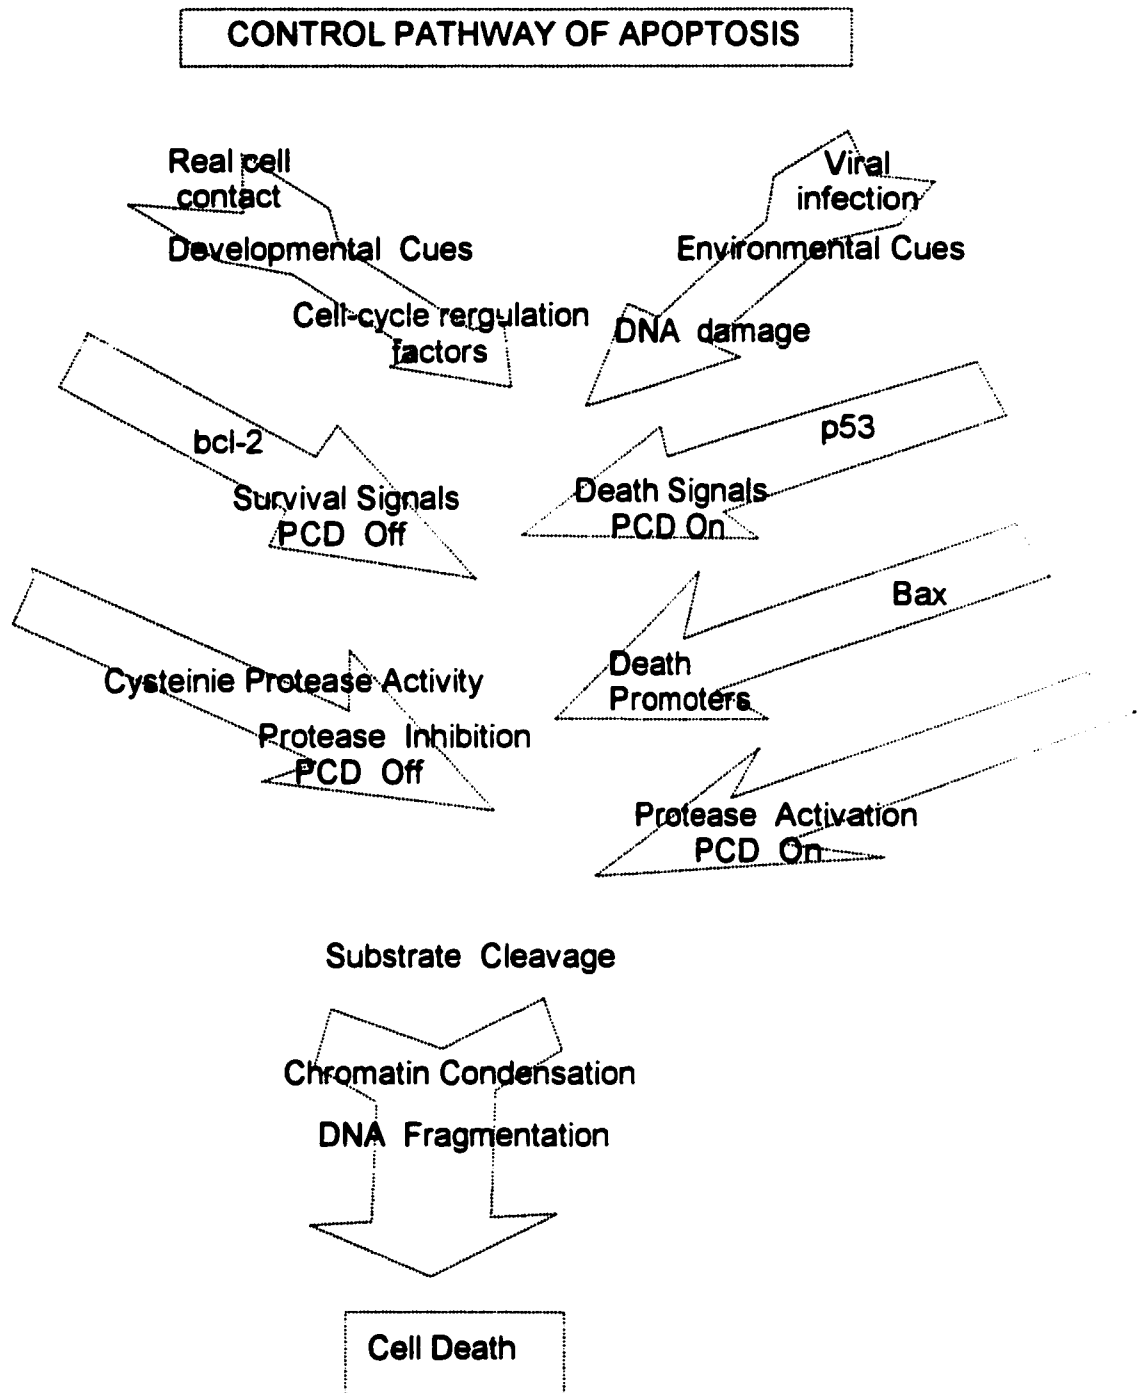 CONTROL PATHWAY OF APOPTOSIS
Real cell
contact
Developmental Cues
Cell-cycle rergulation
factors
Viral
infection
Environmental Cues
DNA damage
bcl-2
Survival Signals
PCD Off
p53
Death Signals
PCD On
Bax
Death
Promoters
Cysteinie Protease Activity
Protease Inhibition
PCD Off
Protease Activation
PCD On
Substrate Cleavage
Chromatin Condensation
DNA Fragmentation
Cell Death